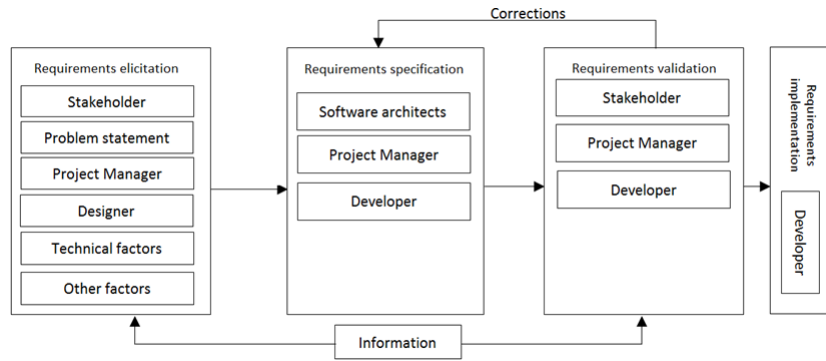 Corrections
Requirements elicitation
Stakeholder
Problem statement
Project Manager
Designer
Technical factors
Other factors
Requirements specification
Software architects
Project Manager
Developer
Requirements validation
Stakeholder
Project Manager
Developer
Requirements
implementation
Developer
Information